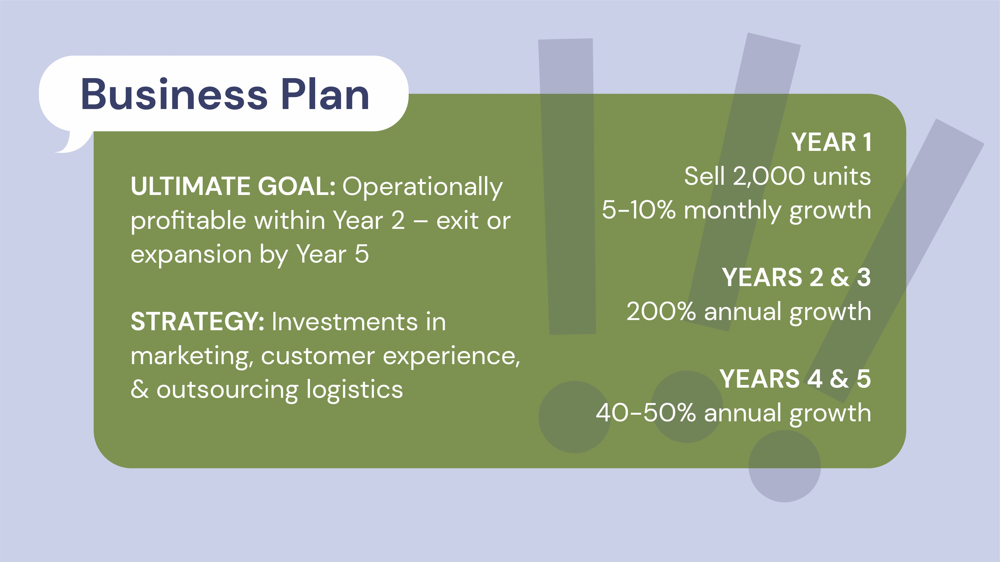 Business Plan
ULTIMATE GOAL: Operationally
profitable within Year 2 – exit or
expansion by Year 5
STRATEGY: Investments in
marketing, customer experience,
& outsourcing logistics
YEAR 1
Sell 2,000 units
5-10% monthly growth
YEARS 2 & 3
200% annual growth
YEARS 4 & 5
40-50% annual growth